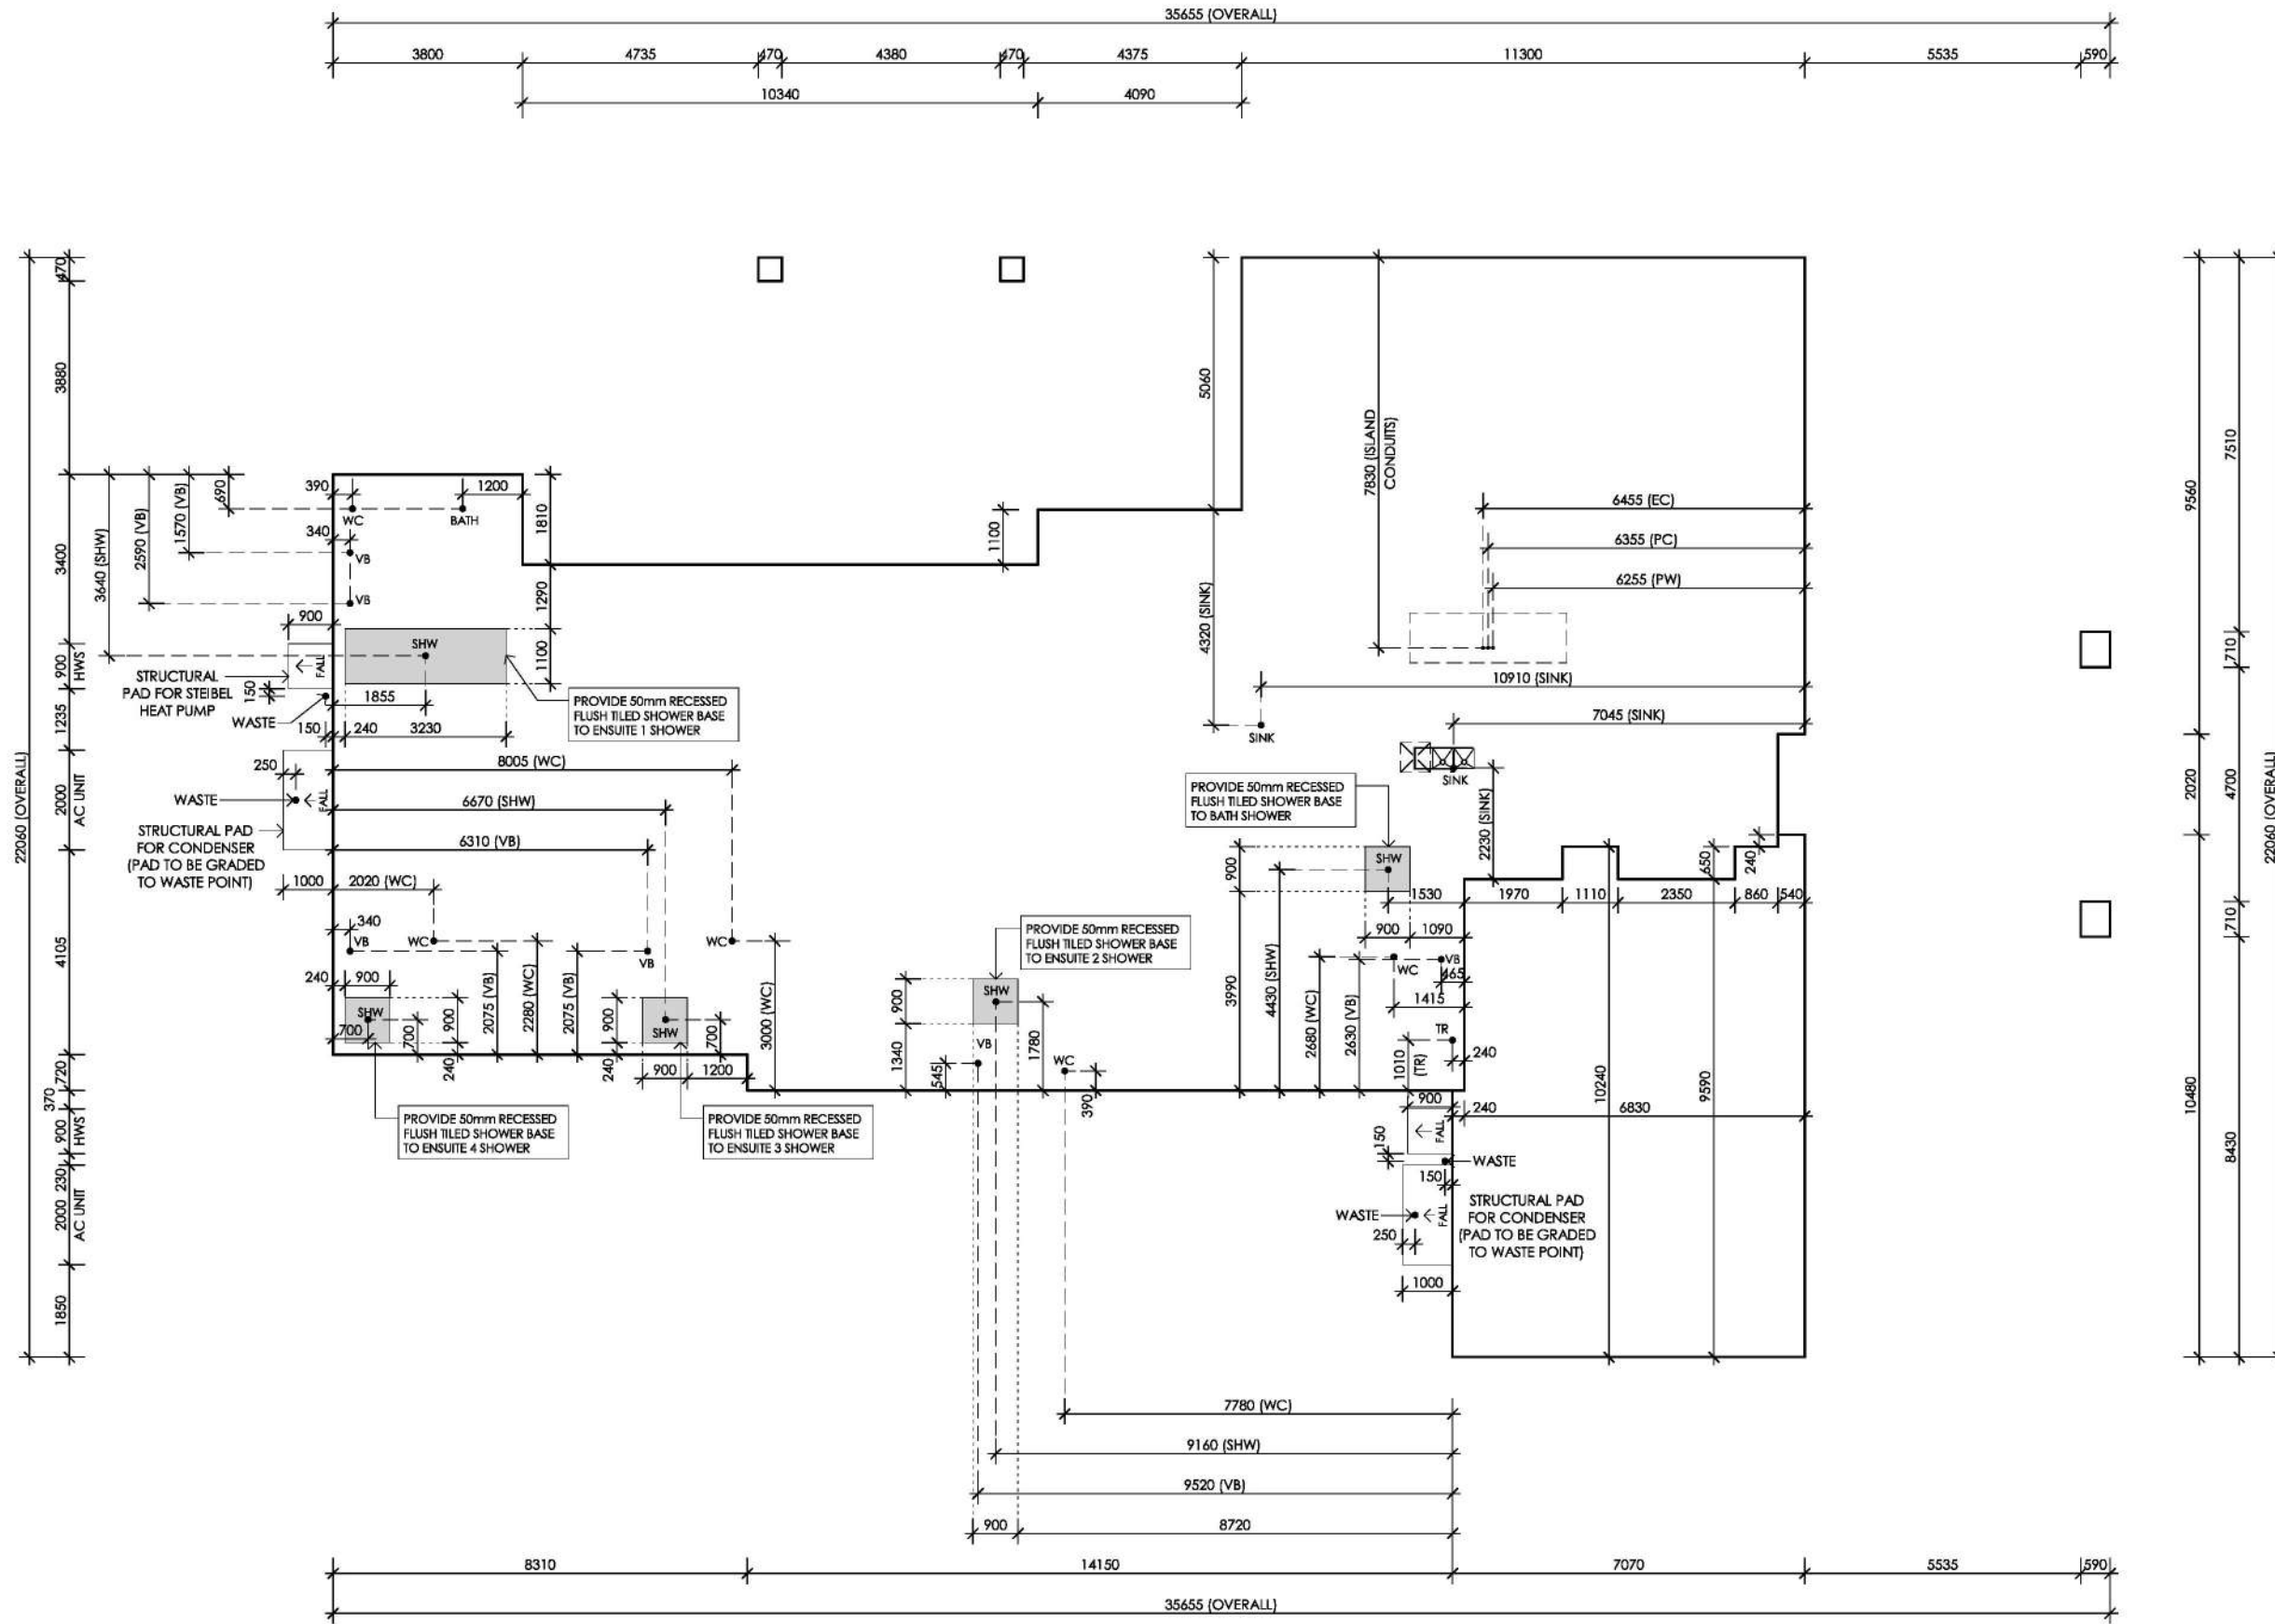 35655 (OVERALL)
3800
4735
470
4380
470
4375
11300
5535
590
10340
4090
22060 (OVERALL)
470
3880
3400
900
HWS
1235
2000
AC UNIT
4105
720
370
900
HWS
230
2000
AC UNIT
1850
3640 (SHW)
2590 (VB)
1570 (VB)
690
390
WC
1200
BATH
340
VB
VB
1810
1290
1100
900
FALL
SHW
STRUCTURAL
PAD FOR STEIBEL
HEAT PUMP
150
WASTE
1855
150
240
3230
PROVIDE 50mm RECESSED
FLUSH TILED SHOWER BASE
TO ENSUITE 1 SHOWER
250
WASTE
FALL
STRUCTURAL PAD
FOR CONDENSER
(PAD TO BE GRADED
TO WASTE POINT)
8005 (WC)
6670 (SHW)
6310 (VB)
1000
2020 (WC)
340
VB
WC
VB
WC
240
900
SHW
700
700
900
240
2075 (VB)
2280 (WC)
2075 (VB)
900
240
SHW
700
900
1200
3000 (WC)
PROVIDE 50mm RECESSED
FLUSH TILED SHOWER BASE
TO ENSUITE 4 SHOWER
PROVIDE 50mm RECESSED
FLUSH TILED SHOWER BASE
TO ENSUITE 3 SHOWER
1100
5060
4320 (SINK)
7830 (ISLAND
CONDUITS)
6455 (EC)
6355 (PC)
6255 (PW)
10910 (SINK)
SINK
7045 (SINK)
SINK
2230 (SINK)
PROVIDE 50mm RECESSED
FLUSH TILED SHOWER BASE
TO BATH SHOWER
SHW
900
3990
4430 (SHW)
1530
1970
1110
2350
860
540
650
240
900
1090
WC
VB
465
1415
2680 (WC)
2630 (VB)
TR
1010
(TR)
240
PROVIDE 50mm RECESSED
FLUSH TILED SHOWER BASE
TO ENSUITE 2 SHOWER
900
1340
SHW
VB
545
1780
WC
390
900
240
6830
10240
9590
FALL
150
WASTE
150
WASTE
FALL
250
STRUCTURAL PAD
FOR CONDENSER
(PAD TO BE GRADED
TO WASTE POINT)
1000
7780 (WC)
9160 (SHW)
9520 (VB)
900
8720
9560
2020
10480
7510
710
4700
710
8430
22060 (OVERALL)
8310
14150
7070
5535
590
35655 (OVERALL)